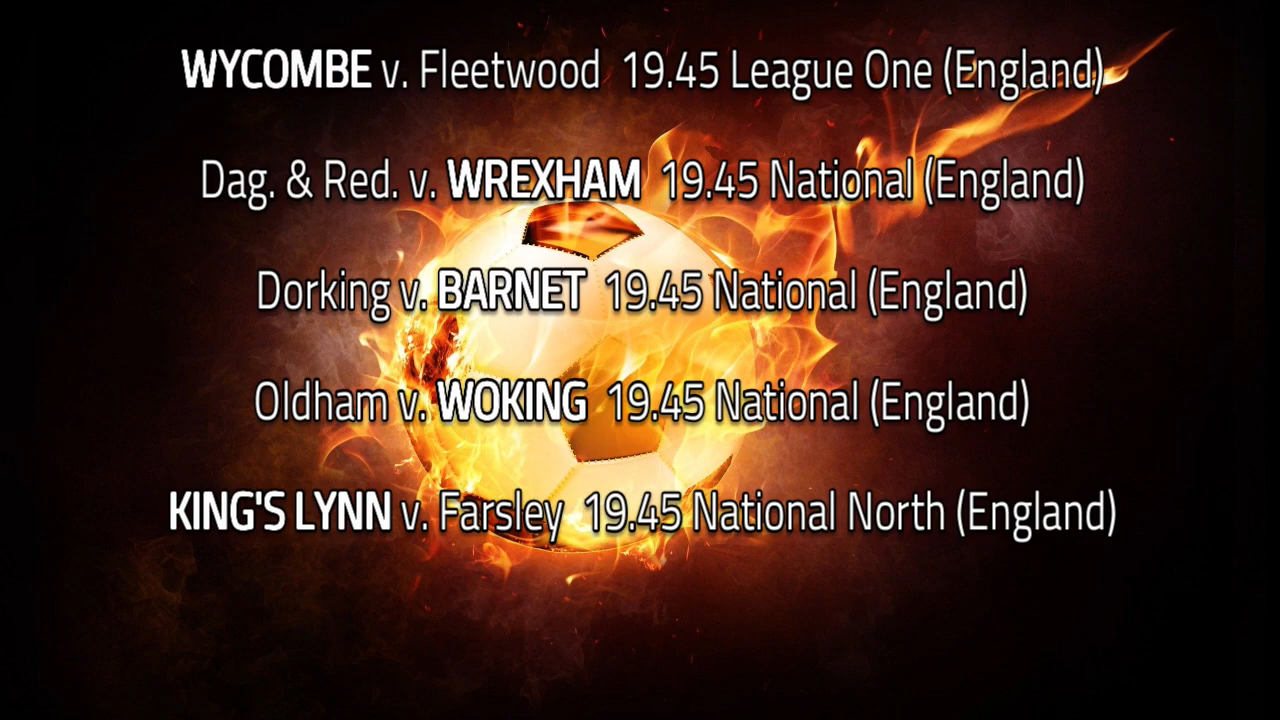 WYCOMBE v. Fleetwood 19.45 League One (England)
Dag. & Red. v. WREXHAM 19.45 National (England)
Dorking v. BARNET 19.45 National (England)
Oldham v. WOKING 19.45 National (England)
KING'S LYNN v. Farsley 19.45 National North (England)